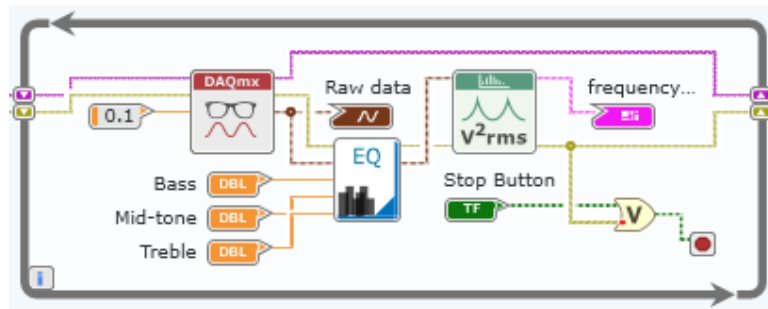 DAQmx
Raw data
frequency...
0.1
EQ
V²rms
Bass DBL
Stop Button
Mid-tone DBL
TF
V
Treble DBL
i